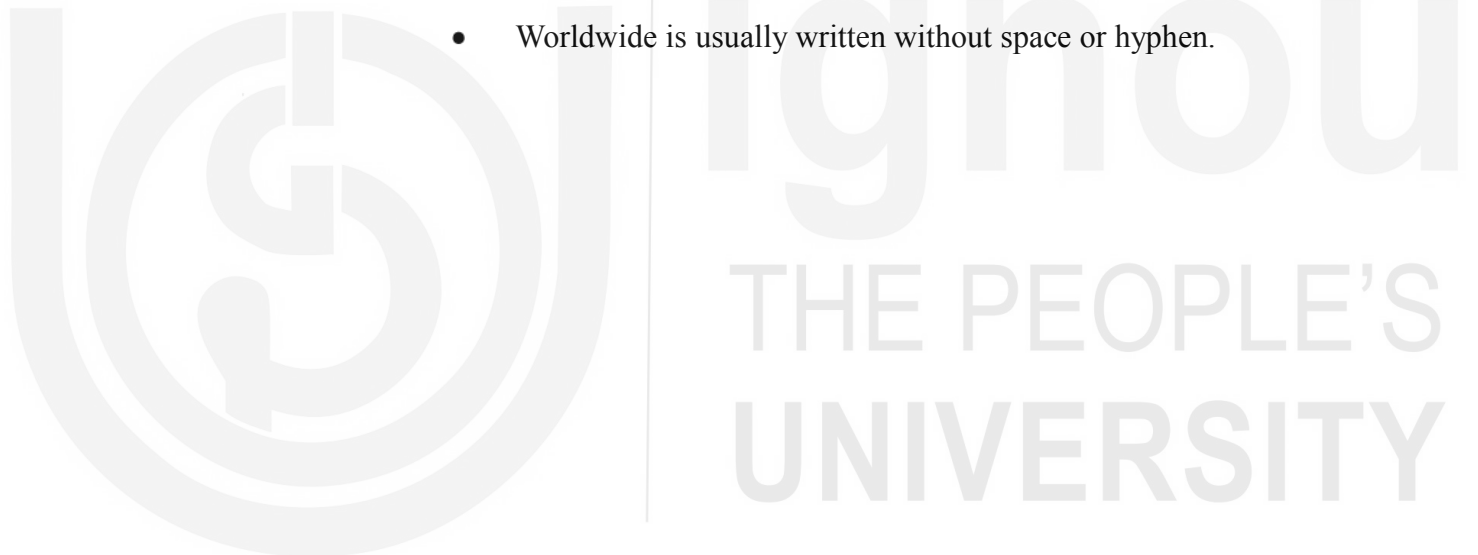 • Worldwide is usually written without space or hyphen.
ignou
THE PEOPLE'S
UNIVERSITY